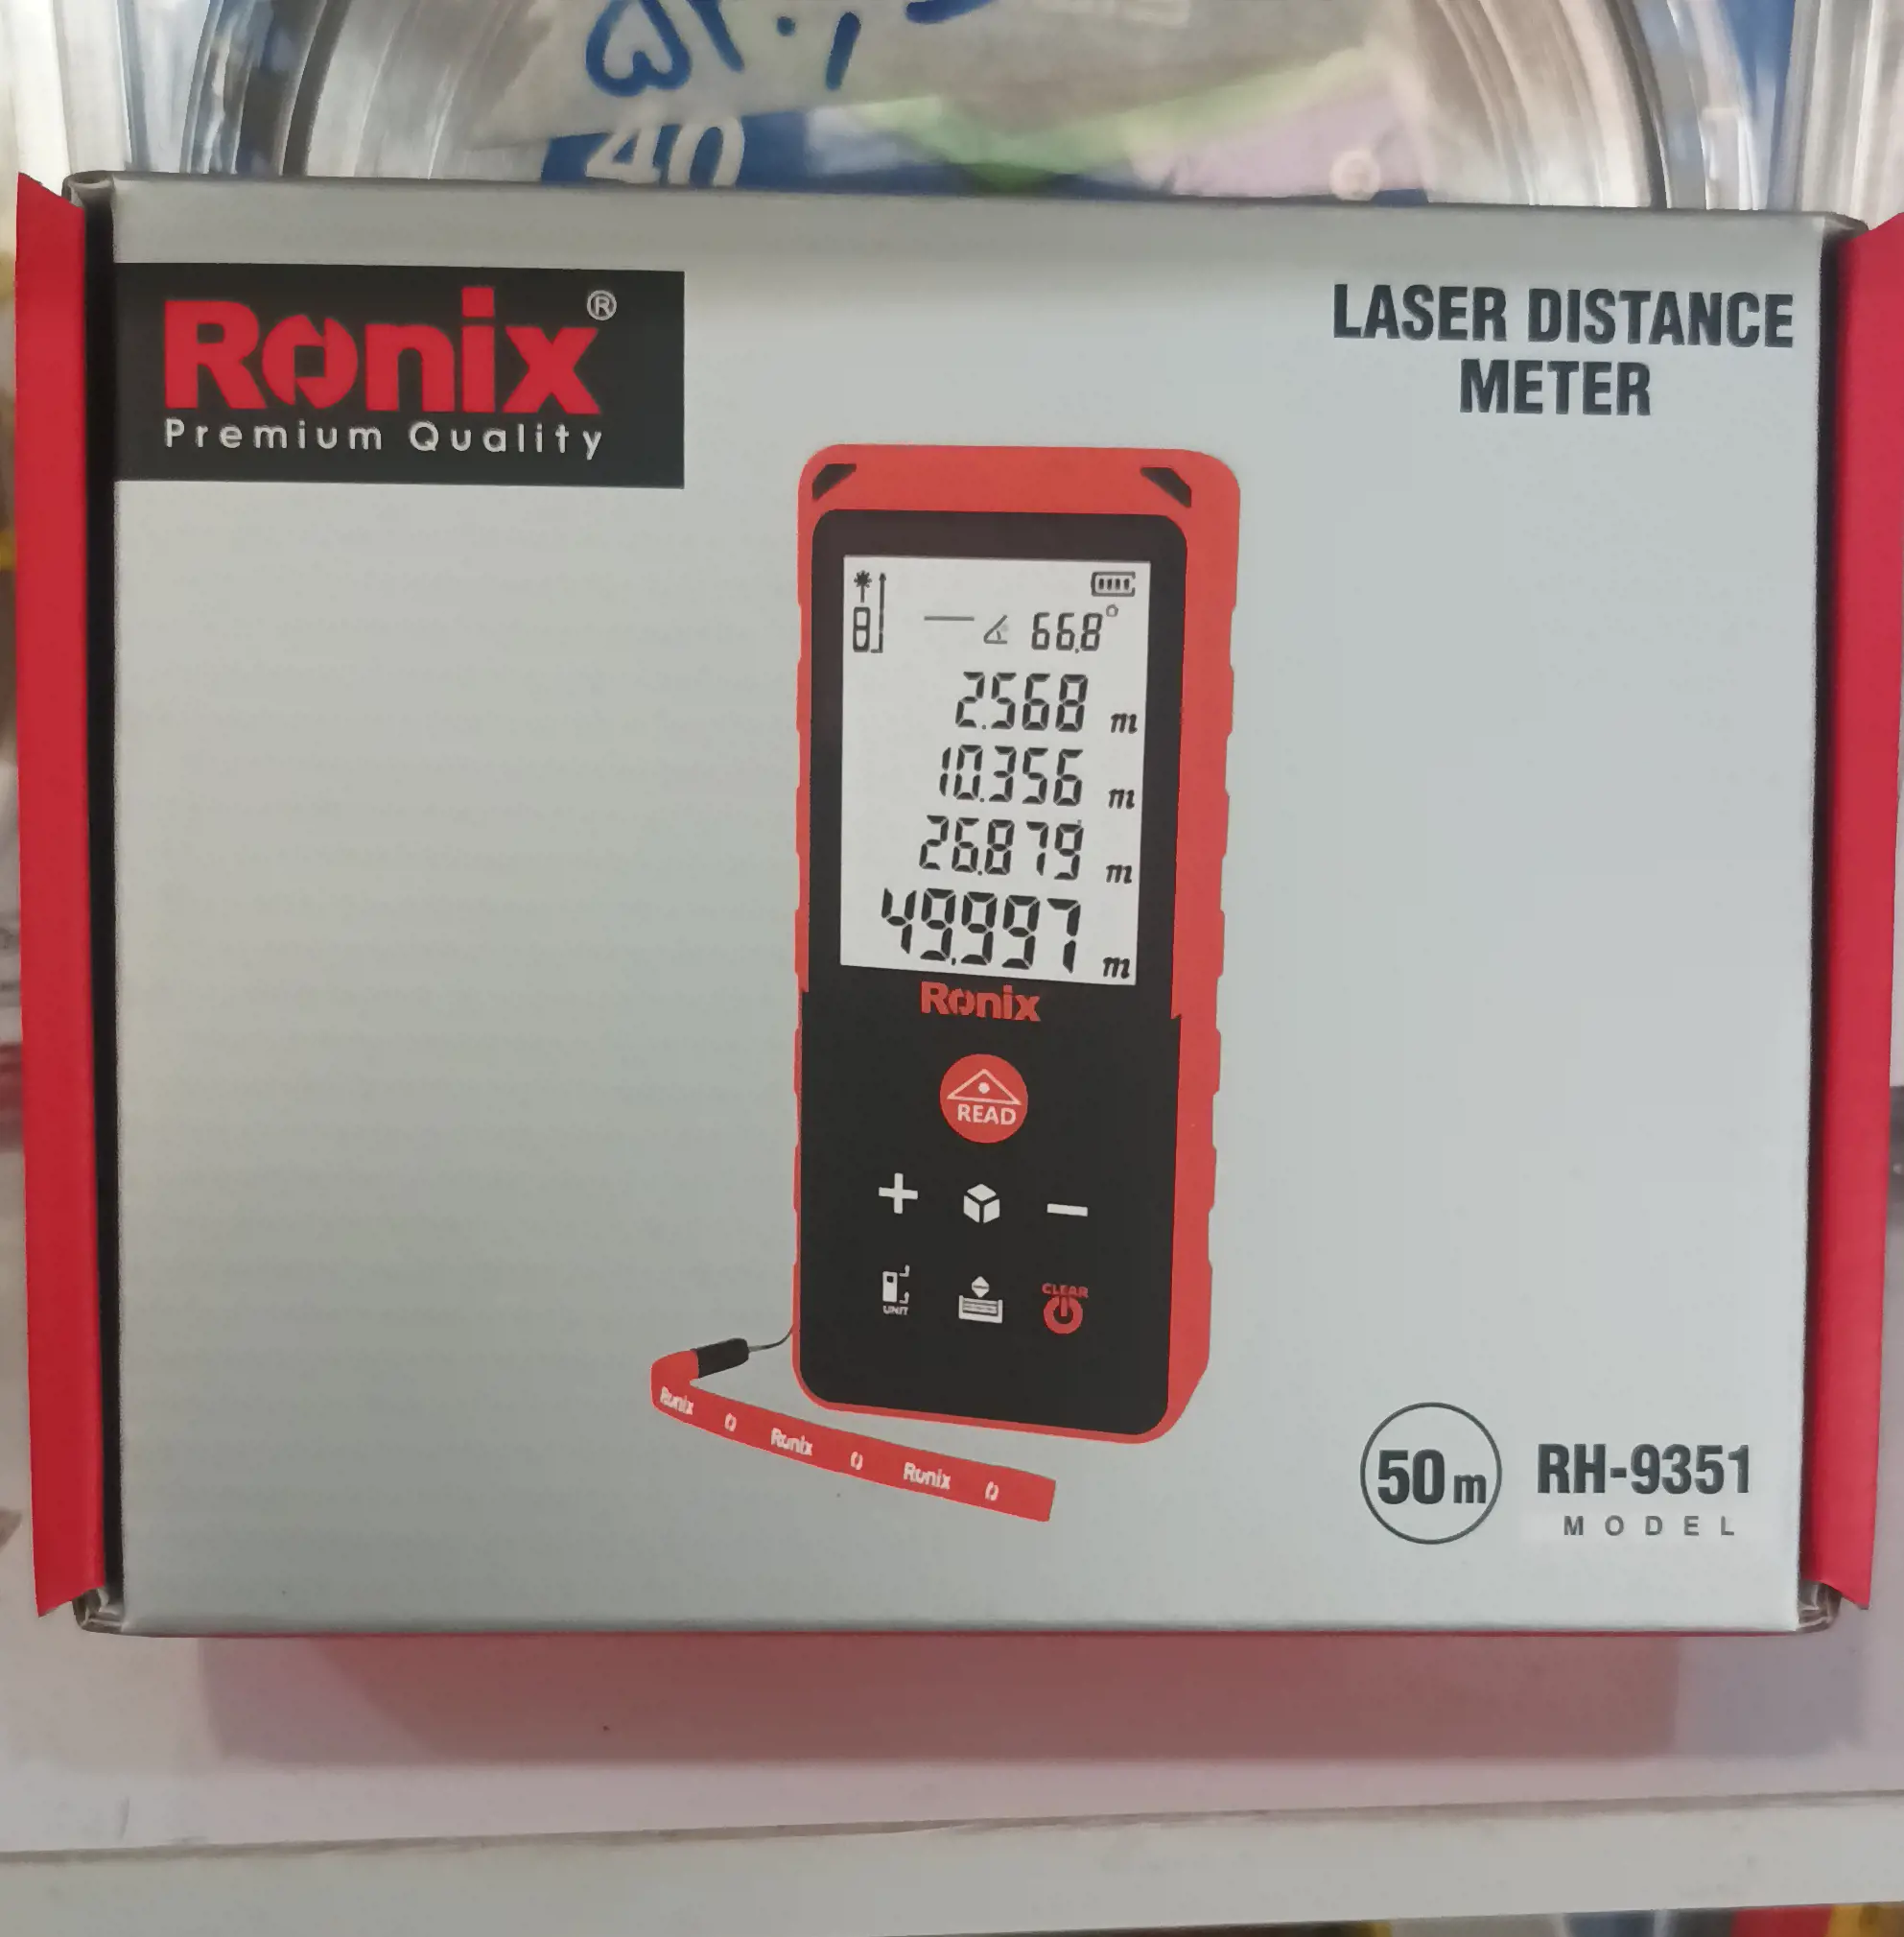 40
Ronix®
Premium Quality
LASER DISTANCE
METER
66.8°
2.568 m
10.356 m
26.879 m
49.997 m
Ronix
READ
UNIT
CLEAR
Ronix Ronix Ronix
50m
RH-9351
MODEL